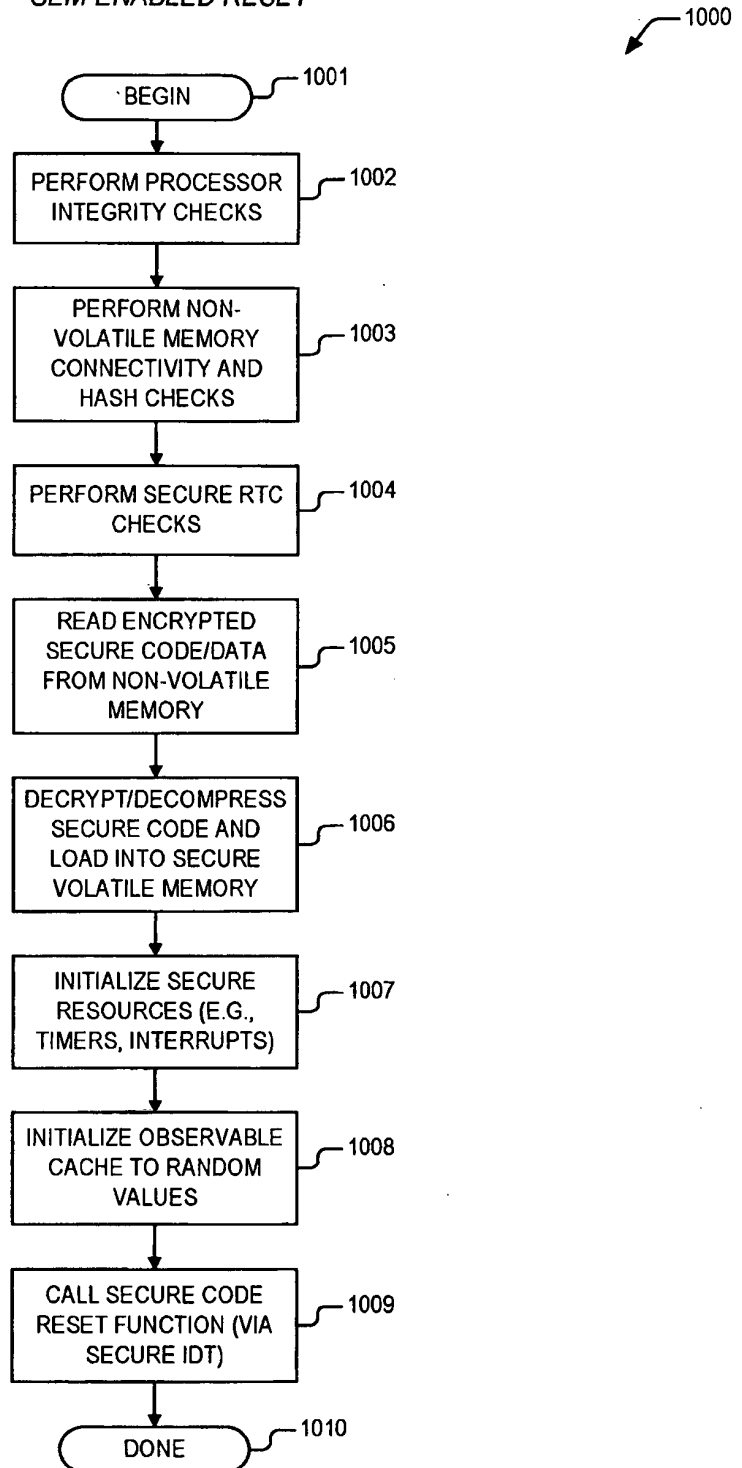 1000
1001
BEGIN
1002
PERFORM PROCESSOR
INTEGRITY CHECKS
1003
PERFORM NON-
VOLATILE MEMORY
CONNECTIVITY AND
HASH CHECKS
1004
PERFORM SECURE RTC
CHECKS
1005
READ ENCRYPTED
SECURE CODE/DATA
FROM NON-VOLATILE
MEMORY
1006
DECRYPT/DECOMPRESS
SECURE CODE AND
LOAD INTO SECURE
VOLATILE MEMORY
1007
INITIALIZE SECURE
RESOURCES (E.G.,
TIMERS, INTERRUPTS)
1008
INITIALIZE OBSERVABLE
CACHE TO RANDOM
VALUES
1009
CALL SECURE CODE
RESET FUNCTION (VIA
SECURE IDT)
1010
DONE